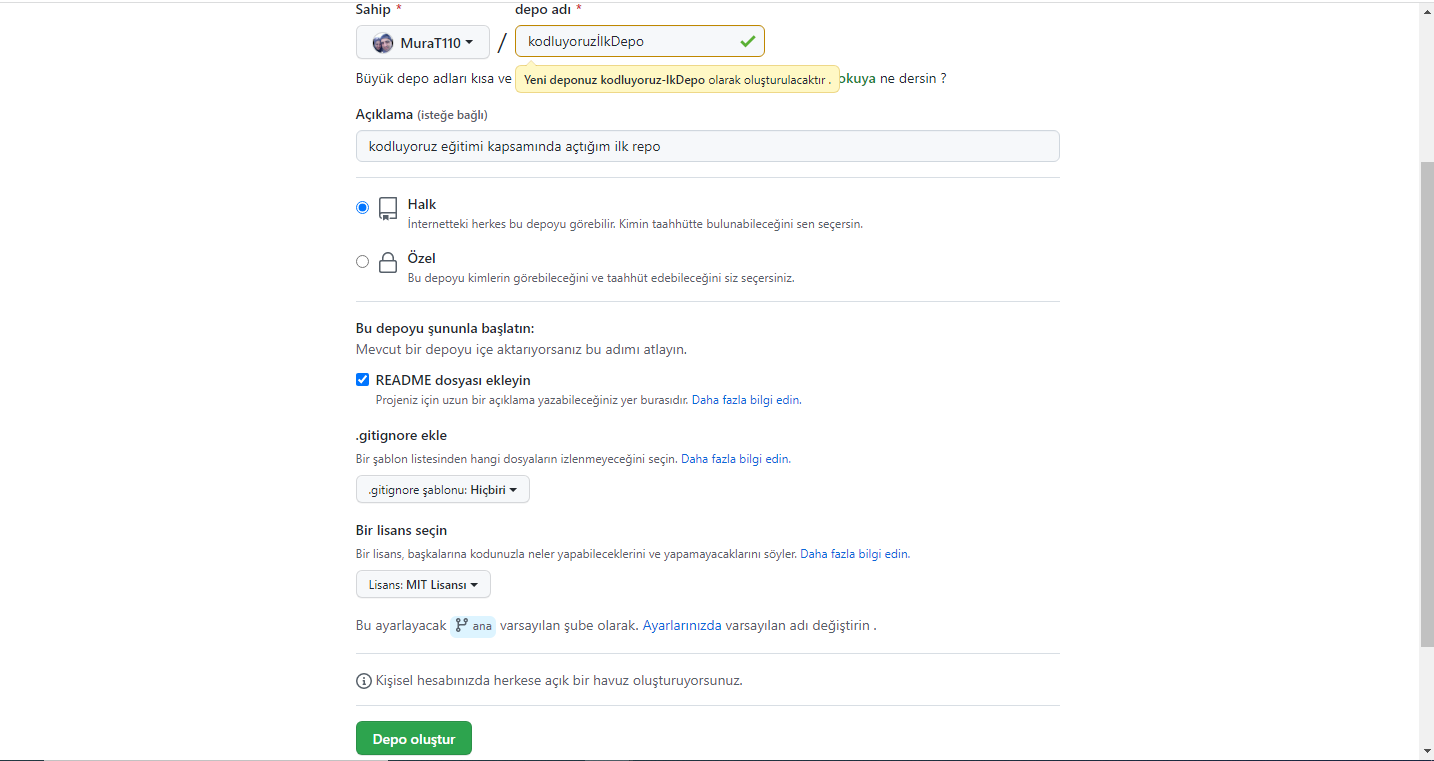 Sahip * depo adı *
MuraT110 / kodluyoruzİlkDepo
Büyük depo adları kısa ve okuya ne dersin ?
Yeni deponuz kodluyoruz-lkDepo olarak oluşturulacaktır .
Açıklama (isteğe bağlı)
kodluyoruz eğitimi kapsamında açtığım ilk repo
Halk
İnternetteki herkes bu depoyu görebilir. Kimin taahhütte bulunabileceğini sen seçersin.
Özel
Bu depoyu kimlerin görebileceğini ve taahhüt edebileceğini siz seçersiniz.
Bu depoyu şununla başlatın:
Mevcut bir depoyu içe aktarıyorsanız bu adımı atlayın.
README dosyası ekleyin
Projeniz için uzun bir açıklama yazabileceğiniz yer burasıdır. Daha fazla bilgi edin.
.gitignore ekle
Bir şablon listesinden hangi dosyaların izlenmeyeceğini seçin. Daha fazla bilgi edin.
.gitignore şablonu: Hiçbiri
Bir lisans seçin
Bir lisans, başkalarına kodunuzla neler yapabileceklerini ve yapamayacaklarını söyler. Daha fazla bilgi edin.
Lisans: MIT Lisansı
Bu ayarlayacak ana varsayılan şube olarak. Ayarlarınızda varsayılan adı değiştirin .
Kişisel hesabınızda herkese açık bir havuz oluşturuyorsunuz.
Depo oluştur